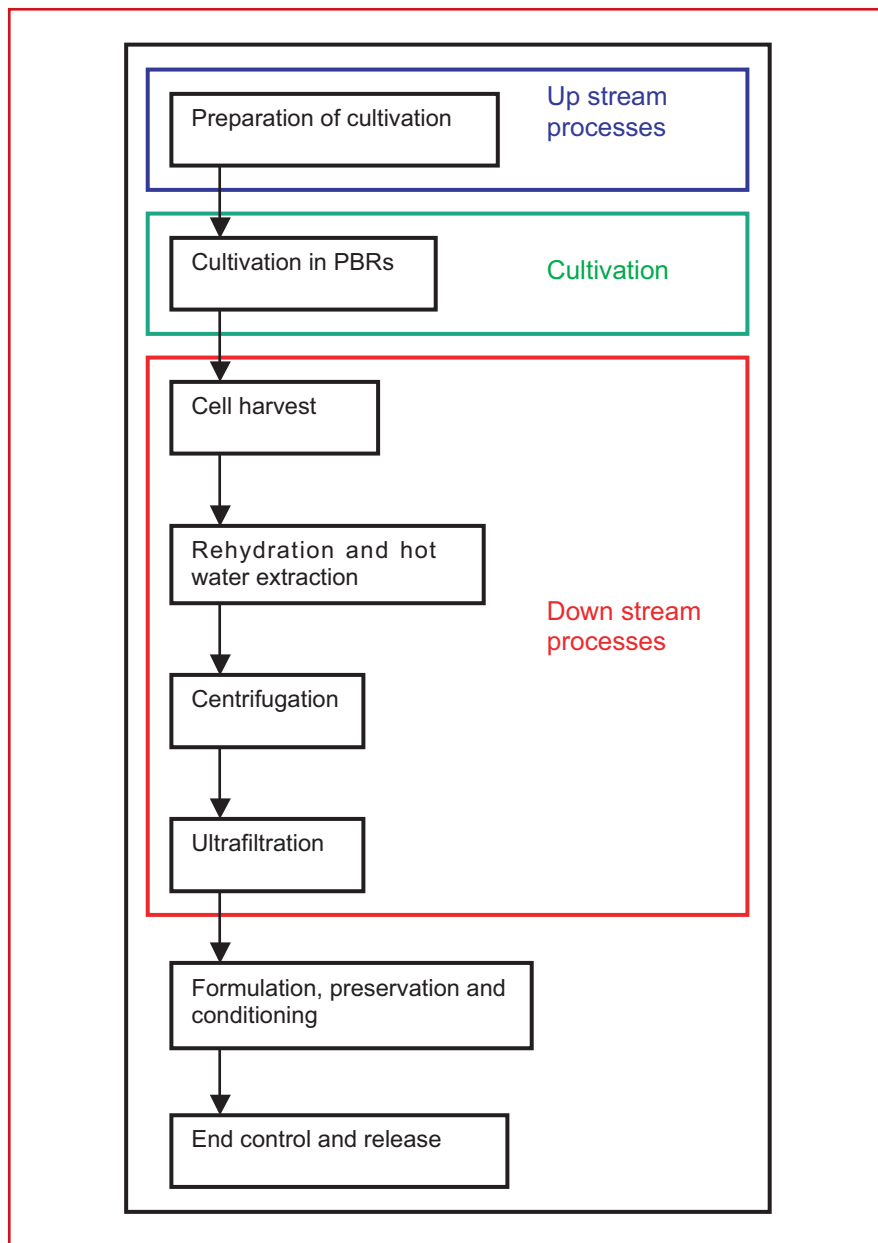 Preparation of cultivation
Up stream
processes
Cultivation in PBRs
Cultivation
Cell harvest
Rehydration and hot
water extraction
Down stream
processes
Centrifugation
Ultrafiltration
Formulation, preservation and
conditioning
End control and release